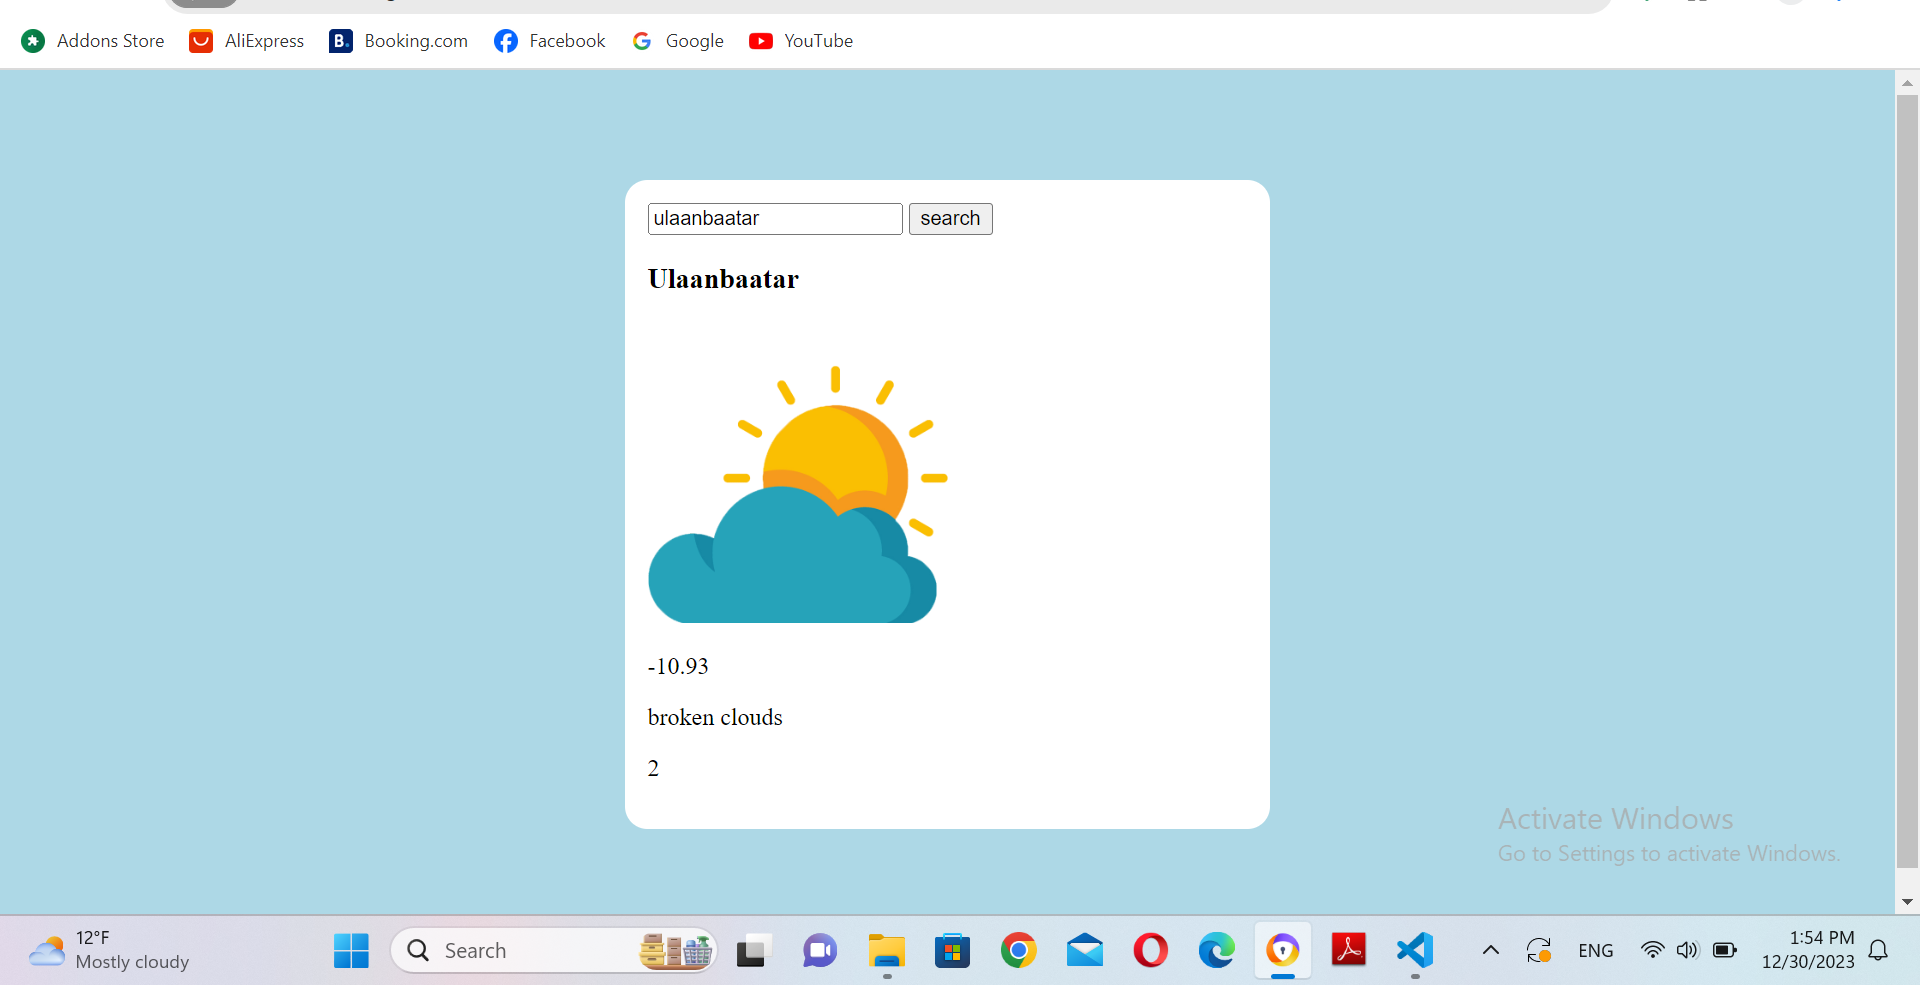 Addons Store AliExpress B. Booking.com Facebook Google YouTube
ulaanbaatar search
Ulaanbaatar
-10.93
broken clouds
2
Activate Windows
Go to Settings to activate Windows.
12°F
Mostly cloudy
Search
ENG
1:54 PM
12/30/2023